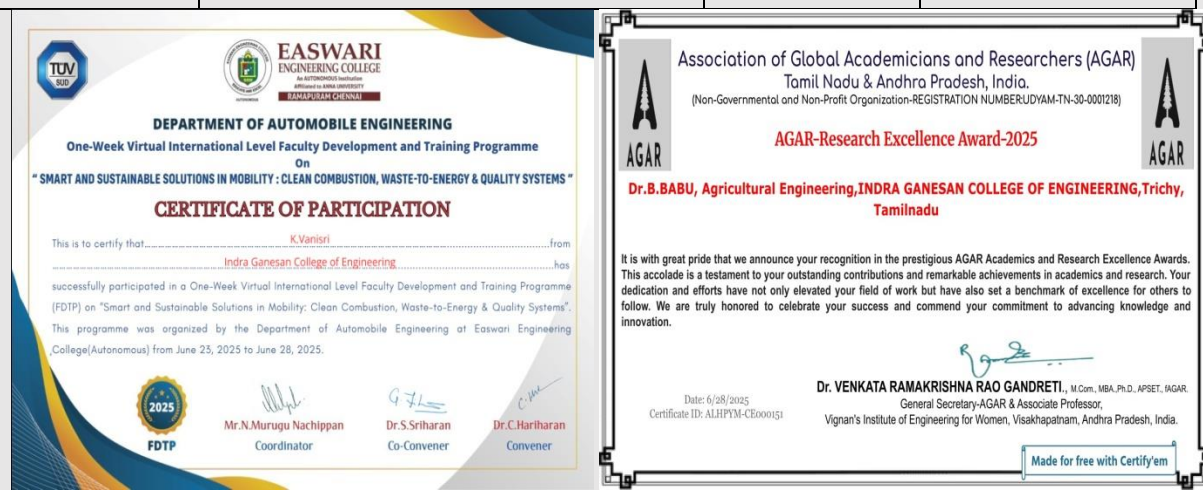 TÜV
SUD
EASWARI
ENGINEERING COLLEGE
An AUTONOMOUS Institution
Affiliated to ANNA UNIVERSITY
RAMAPURAM CHENNAI
DEPARTMENT OF AUTOMOBILE ENGINEERING
One-Week Virtual International Level Faculty Development and Training Programme
On
“ SMART AND SUSTAINABLE SOLUTIONS IN MOBILITY : CLEAN COMBUSTION, WASTE-TO-ENERGY & QUALITY SYSTEMS ”
CERTIFICATE OF PARTICIPATION
This is to certify that K.Vanisri from
Indra Ganesan College of Engineering has
successfully participated in a One-Week Virtual International Level Faculty Development and Training Programme
(FDTP) on “Smart and Sustainable Solutions in Mobility: Clean Combustion, Waste-to-Energy & Quality Systems”.
This programme was organized by the Department of Automobile Engineering at Easwari Engineering
,College(Autonomous) from June 23, 2025 to June 28, 2025.
2025
FDTP
Mr.N.Murugu Nachippan
Coordinator
Dr.S.Sriharan
Co-Convener
Dr.C.Hariharan
Convener
AGAR
AGAR
Association of Global Academicians and Researchers (AGAR)
Tamil Nadu & Andhra Pradesh, India.
(Non-Governmental and Non-Profit Organization-REGISTRATION NUMBER:UDYAM-TN-30-0001218)
AGAR-Research Excellence Award-2025
Dr.B.BABU, Agricultural Engineering,INDRA GANESAN COLLEGE OF ENGINEERING,Trichy,
Tamilnadu
It is with great pride that we announce your recognition in the prestigious AGAR Academics and Research Excellence Awards.
This accolade is a testament to your outstanding contributions and remarkable achievements in academics and research. Your
dedication and efforts have not only elevated your field of work but have also set a benchmark of excellence for others to
follow. We are truly honored to celebrate your success and commend your commitment to advancing knowledge and
innovation.
Dr. VENKATA RAMAKRISHNA RAO GANDRETI., M.Com., MBA.,Ph.D., APSET., fAGAR.
General Secretary-AGAR & Associate Professor,
Vignan's Institute of Engineering for Women, Visakhapatnam, Andhra Pradesh, India.
Date: 6/28/2025
Certificate ID: ALHPYM-CE000151
Made for free with Certify'em